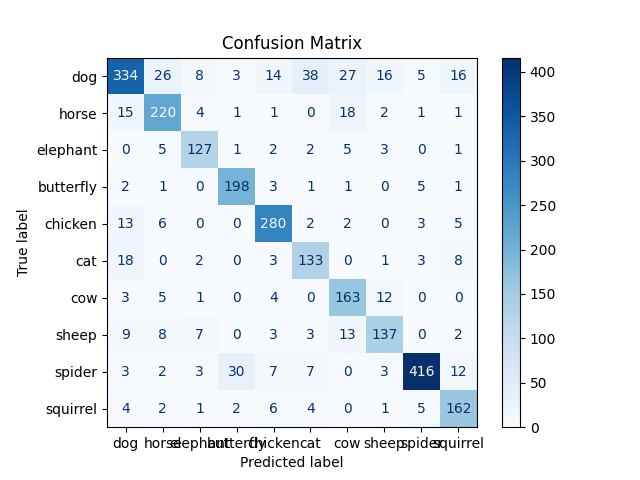 Confusion Matrix
dog 334 26 8 3 14 38 27 16 5 16
horse 15 220 4 1 1 0 18 2 1 1
elephant 0 5 127 1 2 2 5 3 0 1
butterfly 2 1 0 198 3 1 1 0 5 1
chicken 13 6 0 0 280 2 2 0 3 5
cat 18 0 2 0 3 133 0 1 3 8
cow 3 5 1 0 4 0 163 12 0 0
sheep 9 8 7 0 3 3 13 137 0 2
spider 3 2 3 30 7 7 0 3 416 12
squirrel 4 2 1 2 6 4 0 1 5 162
dog horse elephant butterfly chicken cat cow sheep spider squirrel
Predicted label
True label
400
350
300
250
200
150
100
50
0